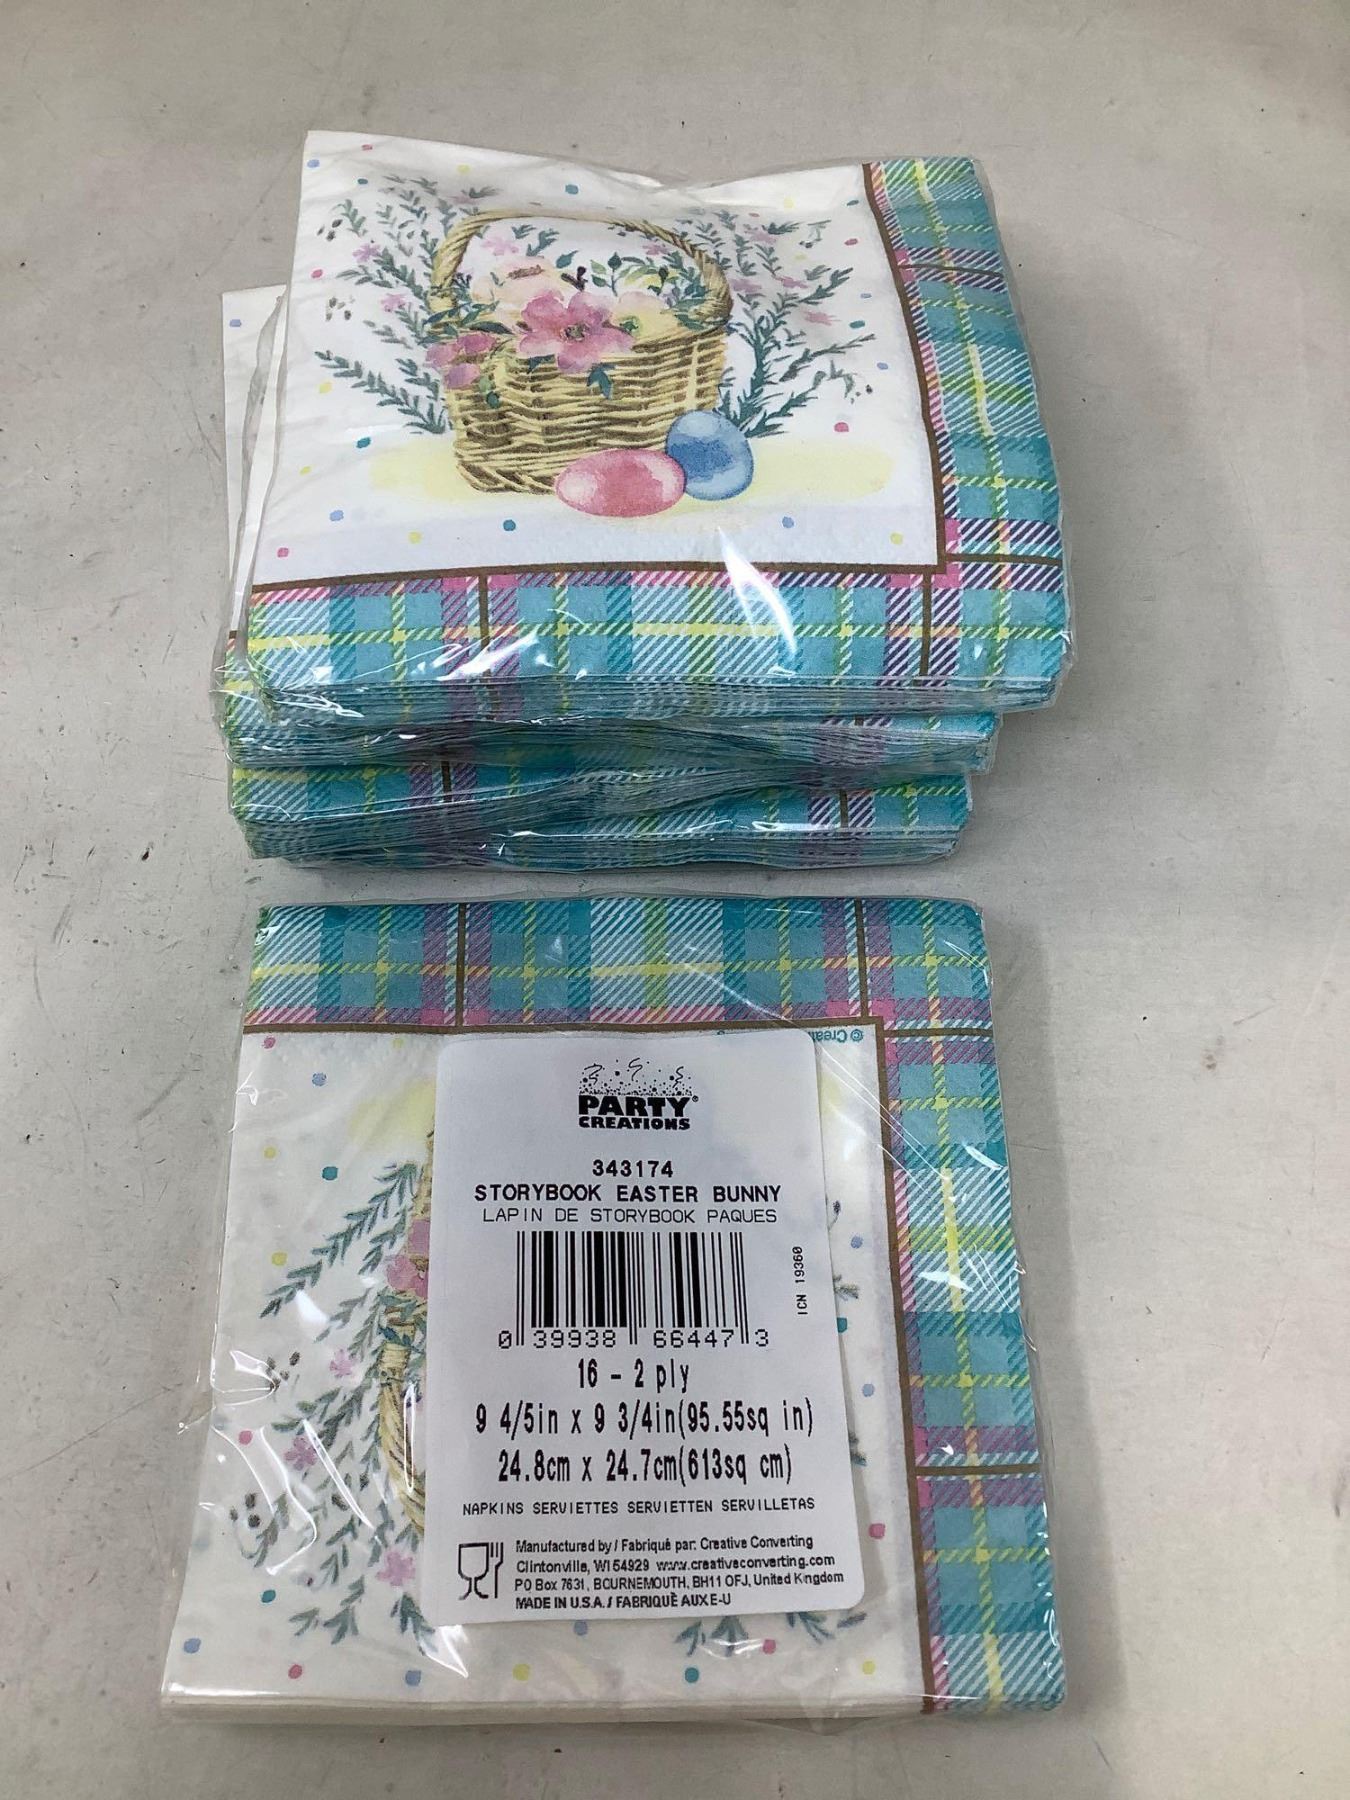 © Creati
PARTY®
CREATIONS
343174
STORYBOOK EASTER BUNNY
LAPIN DE STORYBOOK PAQUES
ICN 19360
0 39938 66447 3
16 - 2 ply
9 4/5in x 9 3/4in(95.55sq in)
24.8cm x 24.7cm(613sq cm)
NAPKINS SERVIETTES SERVIETTEN SERVILLETAS
Manufactured by / Fabriqué par: Creative Converting
Clintonville, WI 54929 www.creativeconverting.com
PO Box 7631, BOURNEMOUTH, BH11 OFJ, United Kingdom
MADE IN U.S.A. / FABRIQUÈ AUX E-U